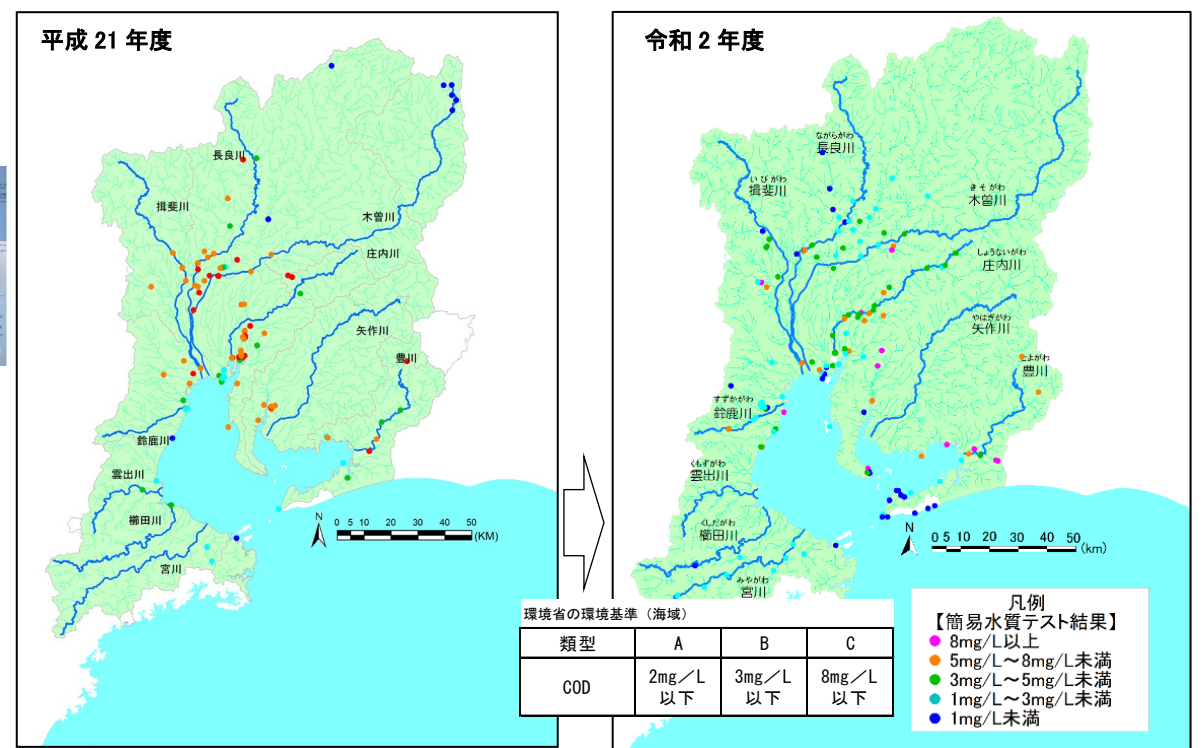 平成 21 年度
長良川
揖斐川
木曽川
庄内川
矢作川
豊川
鈴鹿川
雲出川
櫛田川
宮川
N
0 5 10 20 30 40 50
(KM)
令和 2 年度
ながらがわ
長良川
いびがわ
揖斐川
きそがわ
木曽川
しょうないがわ
庄内川
やはぎがわ
矢作川
とよがわ
豊川
すずかがわ
鈴鹿川
くもずがわ
雲出川
くしだがわ
櫛田川
みやがわ
宮川
N
0 5 10 20 30 40 50
(km)
環境省の環境基準（海域）
類型 A B C
COD 2mg／L以下 3mg／L以下 8mg／L以下
凡例
【簡易水質テスト結果】
8mg/L以上
5mg/L～8mg/L未満
3mg/L～5mg/L未満
1mg/L～3mg/L未満
1mg/L未満